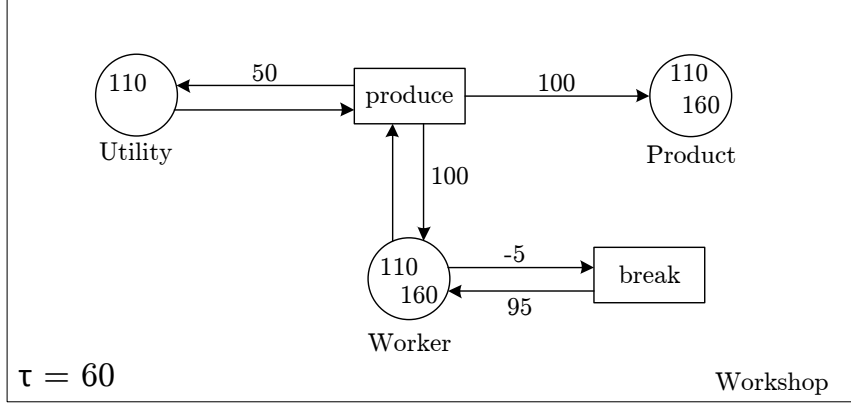 110
Utility
50
produce
100
110
160
Product
100
110
160
Worker
-5
95
break
τ = 60
Workshop